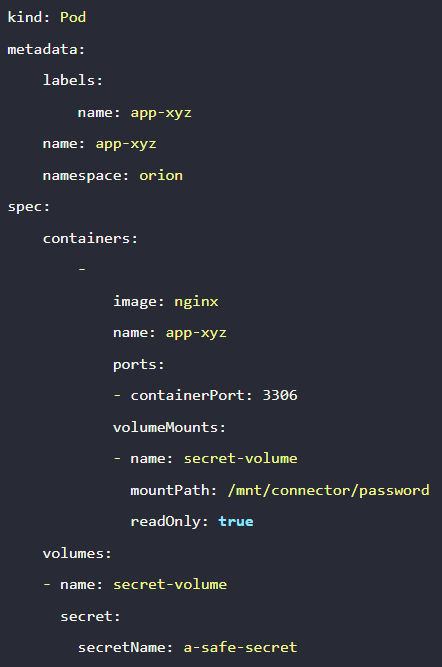 kind: Pod
metadata:
    labels:
        name: app-xyz
    name: app-xyz
    namespace: orion
spec:
    containers:
        -
            image: nginx
            name: app-xyz
            ports:
            - containerPort: 3306
            volumeMounts:
            - name: secret-volume
              mountPath: /mnt/connector/password
              readOnly: true
    volumes:
    - name: secret-volume
      secret:
        secretName: a-safe-secret